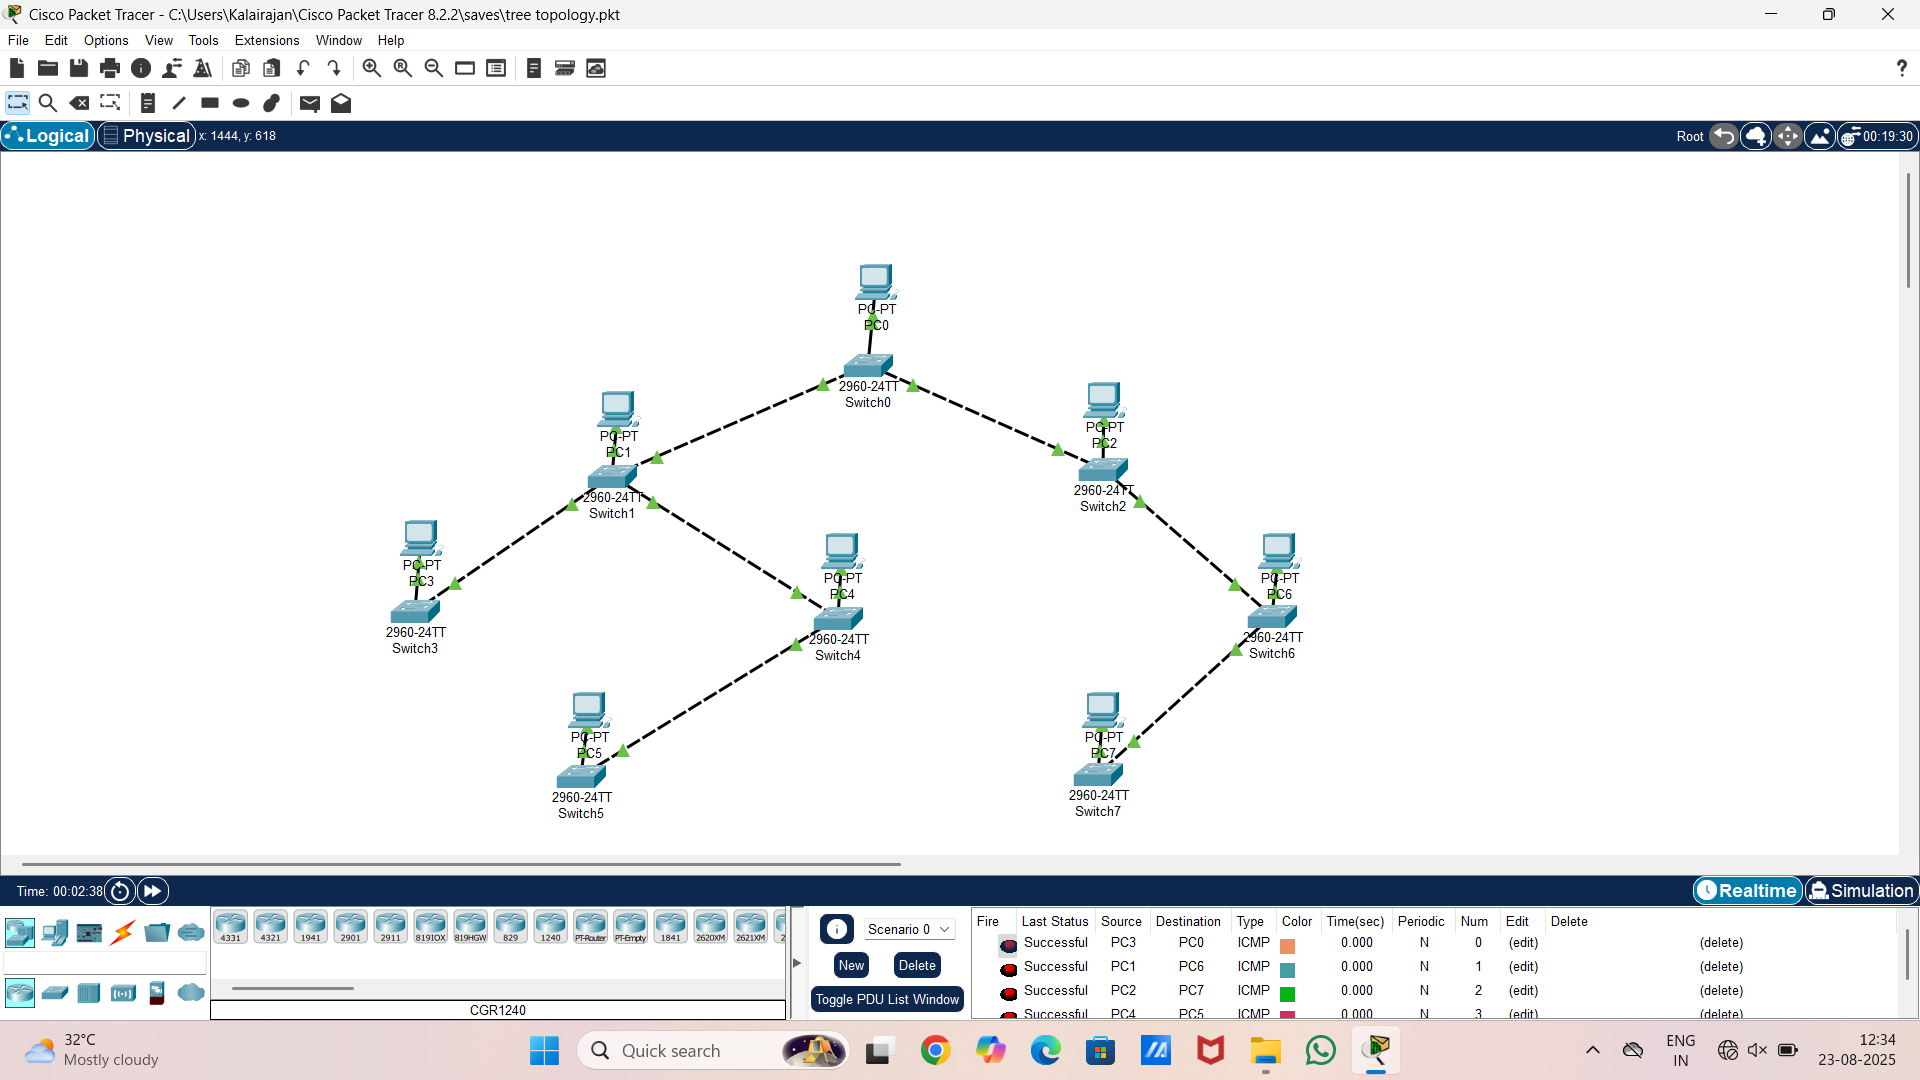 Cisco Packet Tracer - C:\Users\Kalairajan\Cisco Packet Tracer 8.2.2\saves\tree topology.pkt
File Edit Options View Tools Extensions Window Help
?
Logical Physical x: 1444, y: 618 Root 00:19:30
PC-PT
PC0
2960-24TT
Switch0
PC-PT
PC1
2960-24TT
Switch1
PC-PT
PC2
2960-24TT
Switch2
PC-PT
PC3
2960-24TT
Switch3
PC-PT
PC4
2960-24TT
Switch4
PC-PT
PC6
2960-24TT
Switch6
PC-PT
PC5
2960-24TT
Switch5
PC-PT
PC7
2960-24TT
Switch7
Time: 00:02:38 Realtime Simulation
4331 4321 1941 2901 2911 819IOX 819HGW 829 1240 PT-Router PT-Empty 1841 2620XM 2621XM 2
CGR1240
Scenario 0
New Delete
Toggle PDU List Window
Fire Last Status Source Destination Type Color Time(sec) Periodic Num Edit Delete
Successful PC3 PC0 ICMP 0.000 N 0 (edit) (delete)
Successful PC1 PC6 ICMP 0.000 N 1 (edit) (delete)
Successful PC2 PC7 ICMP 0.000 N 2 (edit) (delete)
Successful PC4 PC5 ICMP 0.000 N 3 (edit) (delete)
32°C
Mostly cloudy
Quick search
ENG
IN
12:34
23-08-2025